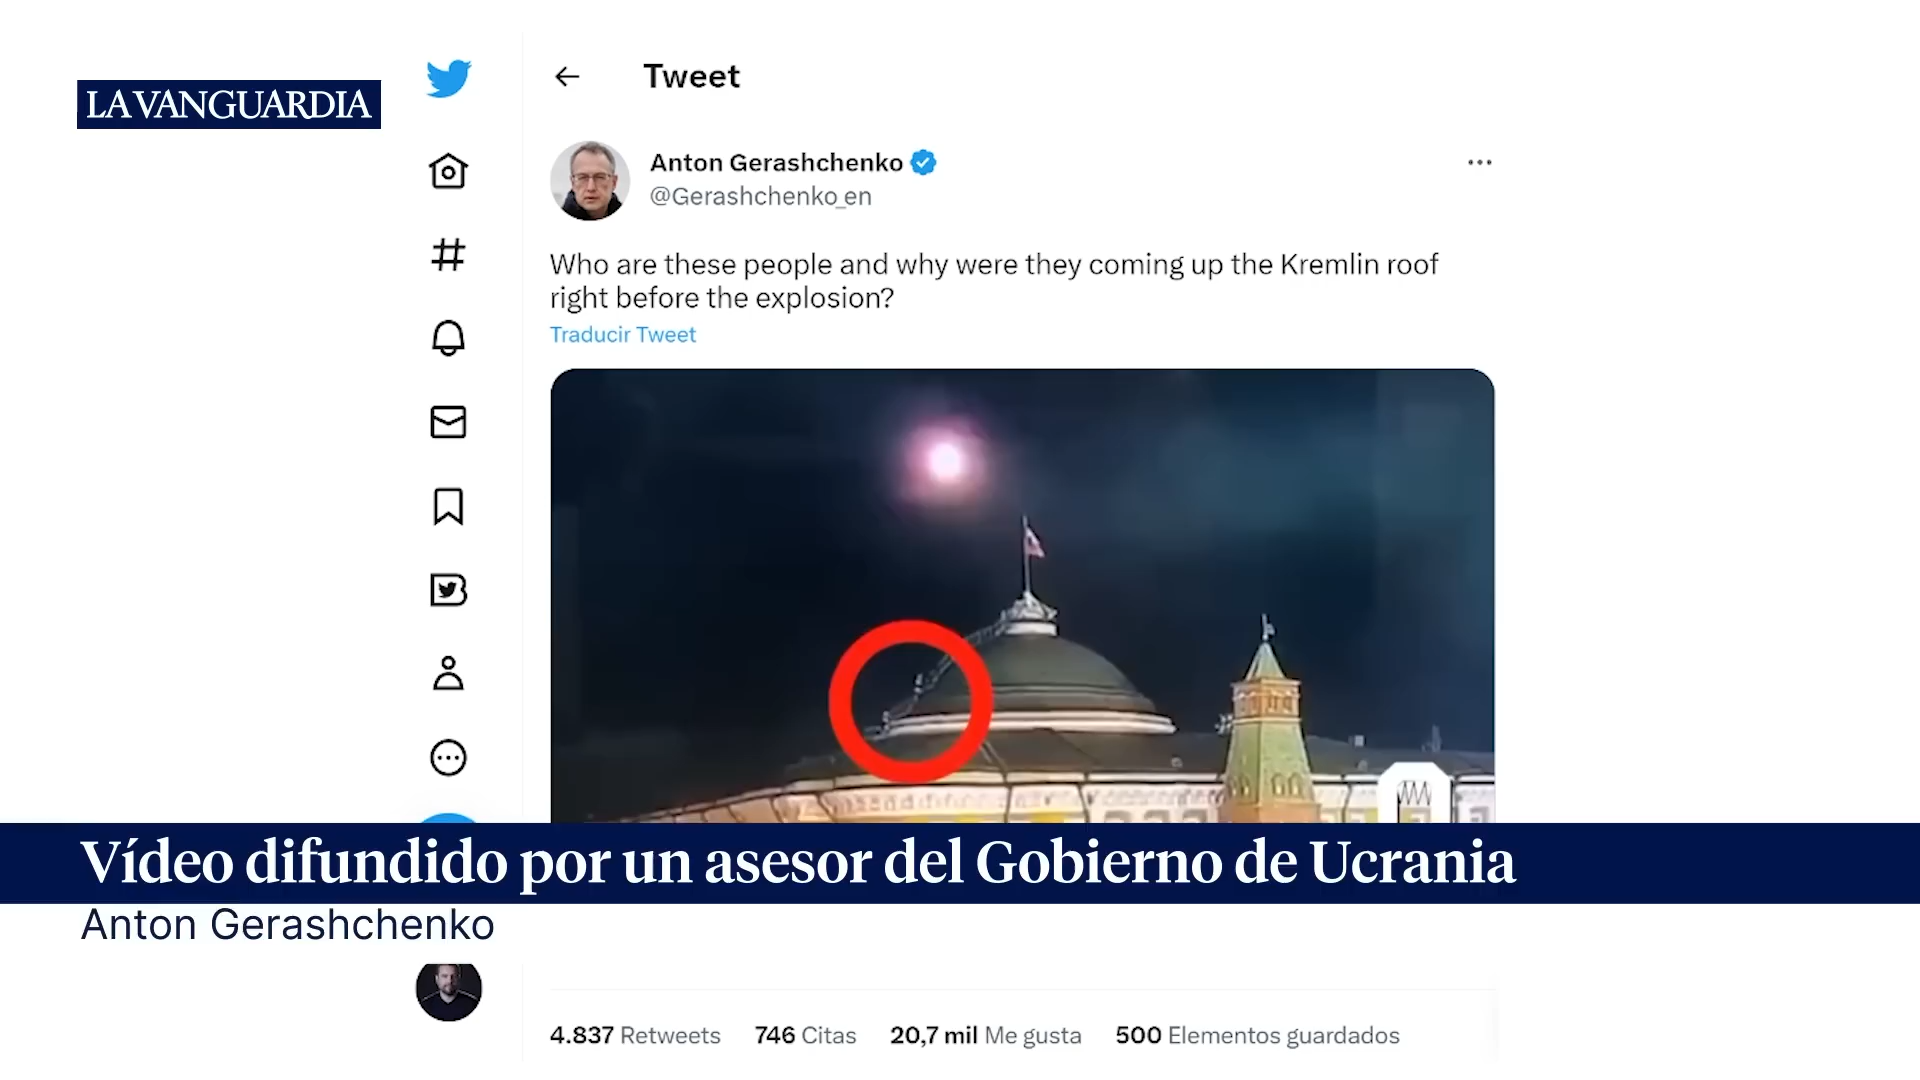 LA VANGUARDIA
Tweet
Anton Gerashchenko
@Gerashchenko_en
Who are these people and why were they coming up the Kremlin roof
right before the explosion?
Traducir Tweet
Vídeo difundido por un asesor del Gobierno de Ucrania
Anton Gerashchenko
4.837 Retweets 746 Citas 20,7 mil Me gusta 500 Elementos guardados